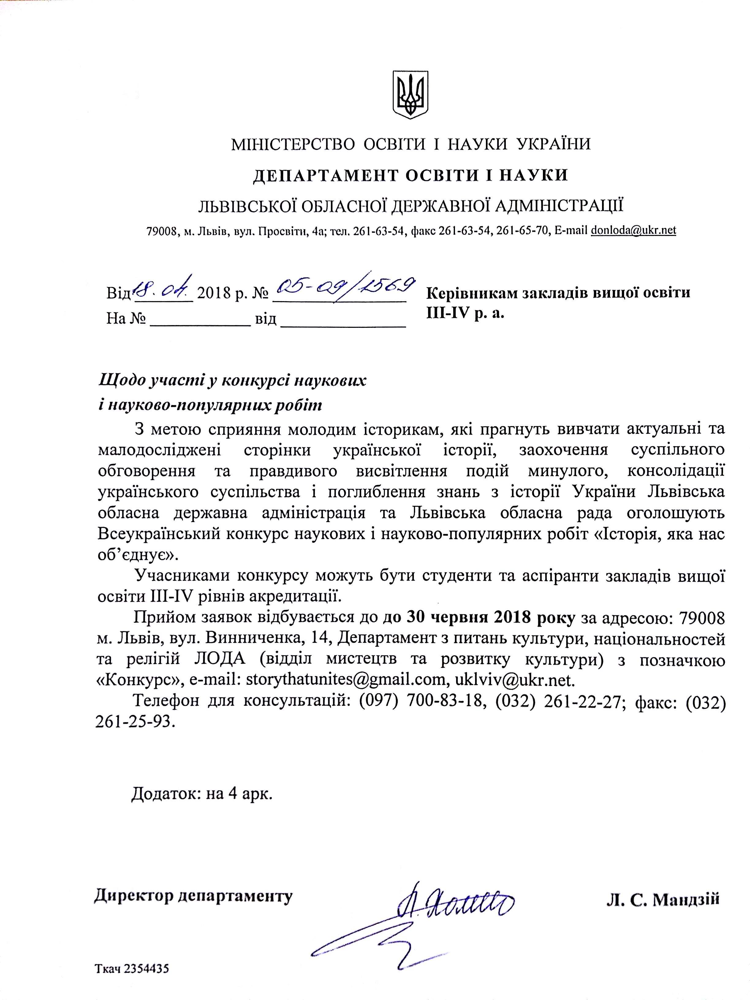 МІНІСТЕРСТВО ОСВІТИ І НАУКИ УКРАЇНИ
ДЕПАРТАМЕНТ ОСВІТИ І НАУКИ
ЛЬВІВСЬКОЇ ОБЛАСНОЇ ДЕРЖАВНОЇ АДМІНІСТРАЦІЇ
79008, м. Львів, вул. Просвіти, 4а; тел. 261-63-54, факс 261-63-54, 261-65-70, E-mail donloda@ukr.net
Від 18.04. 2018 р. № 05-09/1569
На № ____________ від _______________
Керівникам закладів вищої освіти
ІІІ-ІV р. а.
Щодо участі у конкурсі наукових
і науково-популярних робіт
З метою сприяння молодим історикам, які прагнуть вивчати актуальні та
малодосліджені сторінки української історії, заохочення суспільного
обговорення та правдивого висвітлення подій минулого, консолідації
українського суспільства і поглиблення знань з історії України Львівська
обласна державна адміністрація та Львівська обласна рада оголошують
Всеукраїнський конкурс наукових і науково-популярних робіт «Історія, яка нас
об’єднує».
Учасниками конкурсу можуть бути студенти та аспіранти закладів вищої
освіти ІІІ-ІV рівнів акредитації.
Прийом заявок відбувається до до 30 червня 2018 року за адресою: 79008
м. Львів, вул. Винниченка, 14, Департамент з питань культури, національностей
та релігій ЛОДА (відділ мистецтв та розвитку культури) з позначкою
«Конкурс», e-mail: storythatunites@gmail.com, uklviv@ukr.net.
Телефон для консультацій: (097) 700-83-18, (032) 261-22-27; факс: (032)
261-25-93.
Додаток: на 4 арк.
Директор департаменту Л. С. Мандзій
Ткач 2354435